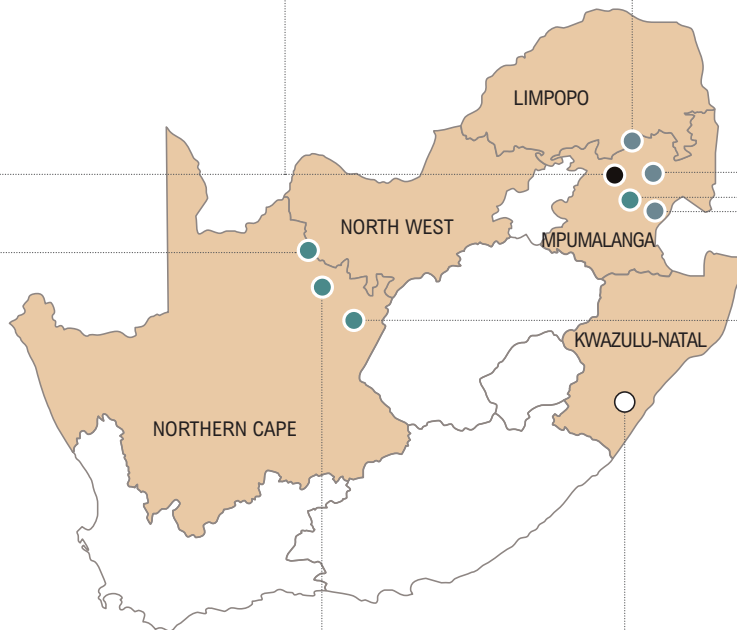 LIMPOPO
NORTH WEST
MPUMALANGA
KWAZULU-NATAL
NORTHERN CAPE